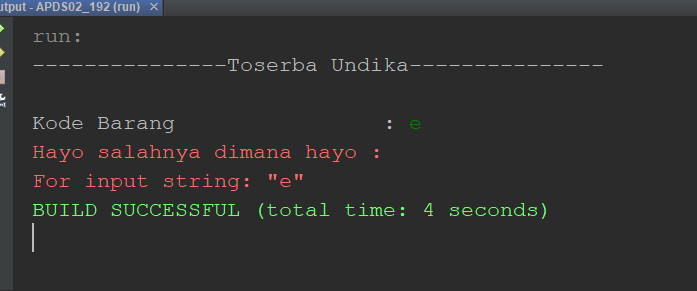 utput - APDS02_192 (run) ×
run:
---------------Toserba Undika---------------
Kode Barang : e
Hayo salahnya dimana hayo :
For input string: "e"
BUILD SUCCESSFUL (total time: 4 seconds)